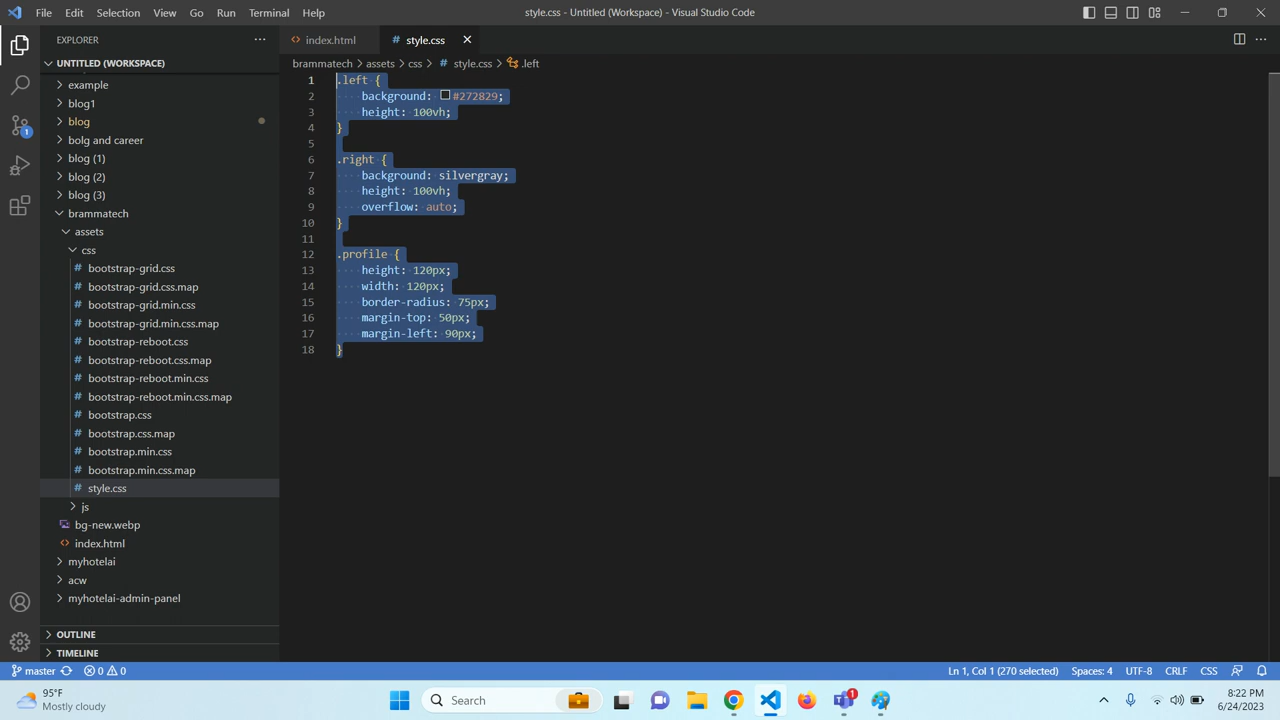 File Edit Selection View Go Run Terminal Help
style.css - Untitled (Workspace) - Visual Studio Code
EXPLORER
index.html
style.css
UNTITLED (WORKSPACE)
brammatech > assets > css > # style.css > .left
example
blog1
blog
bolg and career
blog (1)
blog (2)
blog (3)
brammatech
assets
css
bootstrap-grid.css
bootstrap-grid.css.map
bootstrap-grid.min.css
bootstrap-grid.min.css.map
bootstrap-reboot.css
bootstrap-reboot.css.map
bootstrap-reboot.min.css
bootstrap-reboot.min.css.map
bootstrap.css
bootstrap.css.map
bootstrap.min.css
bootstrap.min.css.map
style.css
js
bg-new.webp
index.html
myhotelai
acw
myhotelai-admin-panel
OUTLINE
TIMELINE
1 .left {
2 background: #272829;
3 height: 100vh;
4 }
5
6 .right {
7 background: silvergray;
8 height: 100vh;
9 overflow: auto;
10 }
11
12 .profile {
13 height: 120px;
14 width: 120px;
15 border-radius: 75px;
16 margin-top: 50px;
17 margin-left: 90px;
18 }
1
master 0 0
Ln 1, Col 1 (270 selected) Spaces: 4 UTF-8 CRLF CSS
95°F
Mostly cloudy
Search
1
8:22 PM
6/24/2023